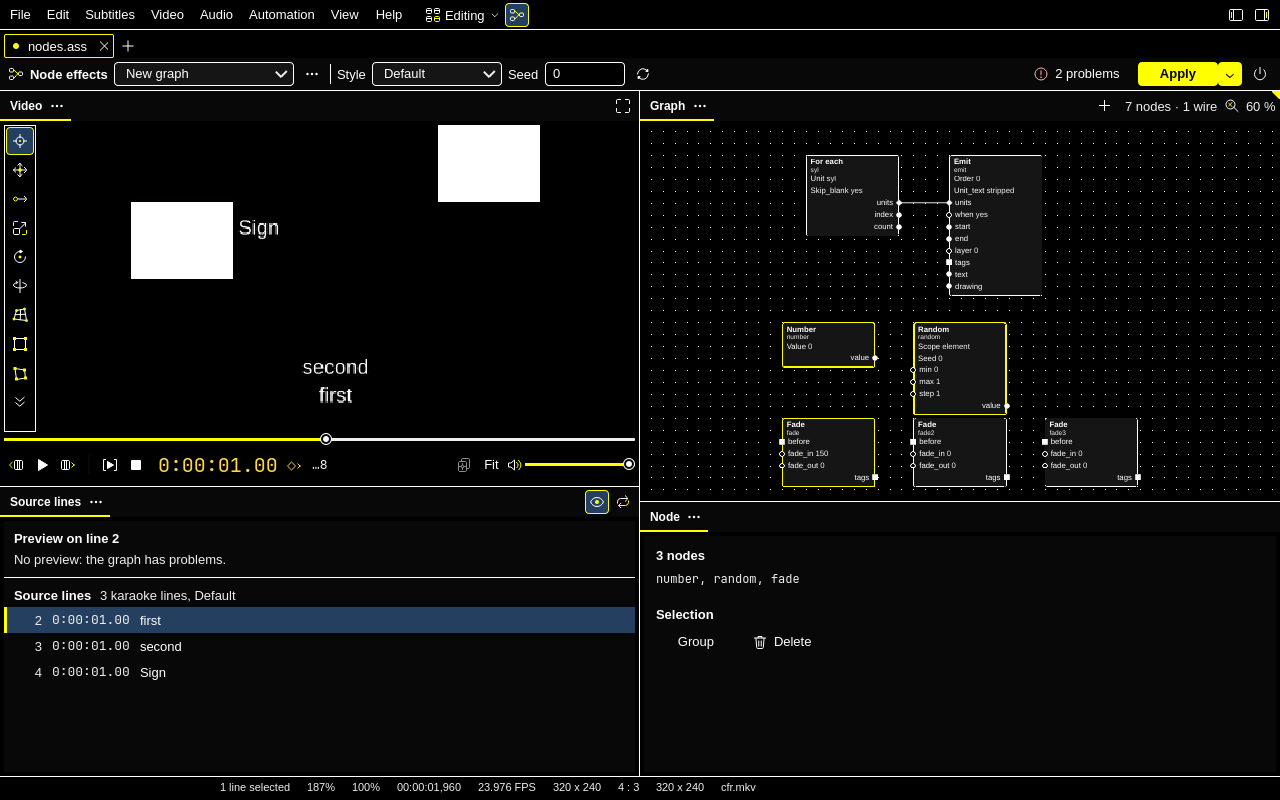 File Edit Subtitles Video Audio Automation View Help Editing
nodes.ass
Node effects New graph Style Default Seed 0 2 problems Apply
Video
Graph 7 nodes · 1 wire 60 %
Sign
second
first
0:00:01.00 …8 Fit
For each
syl
Unit syl
Skip_blank yes
units
index
count
Emit
emit
Order 0
Unit_text stripped
units
when yes
start
end
layer 0
tags
text
drawing
Number
number
Value 0
value
Random
random
Scope element
Seed 0
min 0
max 1
step 1
value
Fade
fade
before
fade_in 150
fade_out 0
tags
Fade
fade2
before
fade_in 0
fade_out 0
tags
Fade
fade3
before
fade_in 0
fade_out 0
tags
Source lines
Preview on line 2
No preview: the graph has problems.
Source lines 3 karaoke lines, Default
2 0:00:01.00 first
3 0:00:01.00 second
4 0:00:01.00 Sign
Node
3 nodes
number, random, fade
Selection
Group Delete
1 line selected 187% 100% 00:00:01,960 23.976 FPS 320 x 240 4 : 3 320 x 240 cfr.mkv